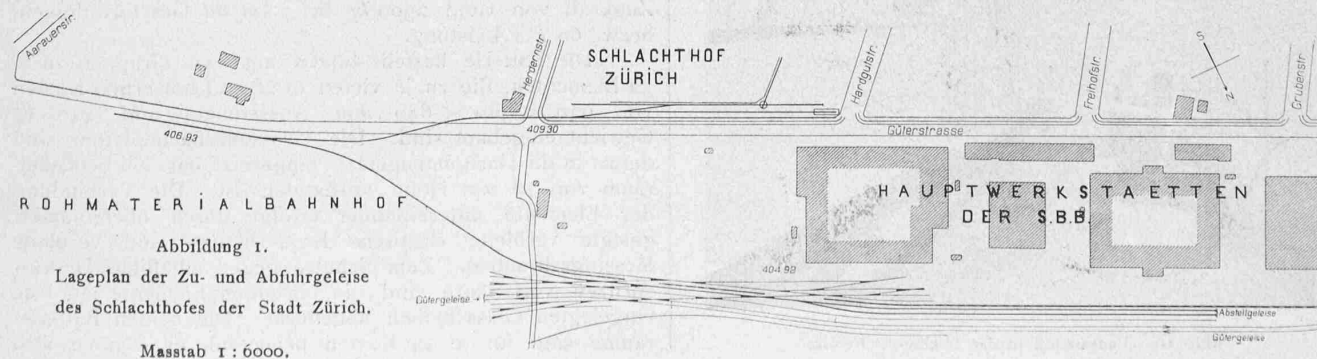 Aarauerstr.
Herdernstr.
SCHLACHTHOF
ZÜRICH
Hardgutstr.
Freihofstr.
Grubenstr.
S
N
406.93
409.30
Güterstrasse
ROHMATERIALBAHNHOF
HAUPTWERKSTAETTEN
DER S.B.B.
Abbildung 1.
Lageplan der Zu- und Abfuhrgeleise
des Schlachthofes der Stadt Zürich.
Masstab 1 : 6000.
404.98
Gütergeleise
Abstellgeleise
Gütergeleise